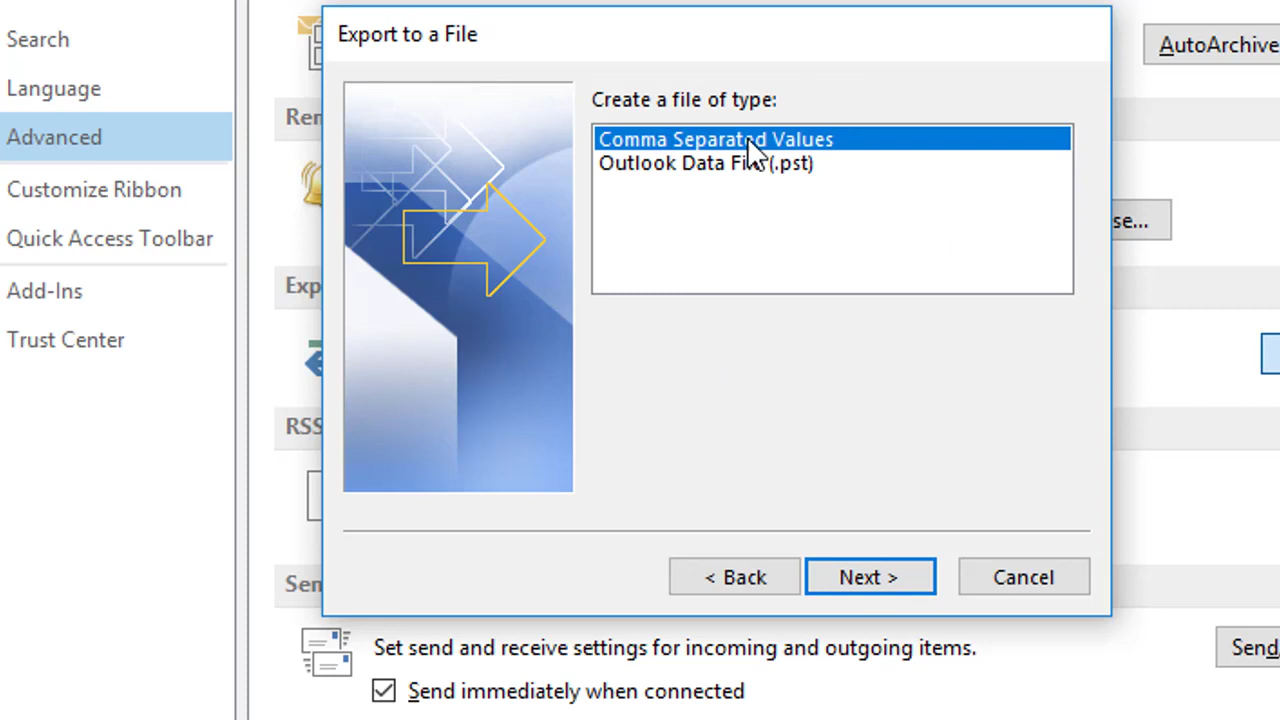 Search
Language
Advanced
Customize Ribbon
Quick Access Toolbar
Add-Ins
Trust Center
Export to a File
Create a file of type:
Comma Separated Values
Outlook Data File (.pst)
< Back
Next >
Cancel
AutoArchive
Rem
se...
Exp
RSS
Sen
Set send and receive settings for incoming and outgoing items.
Send
Send immediately when connected